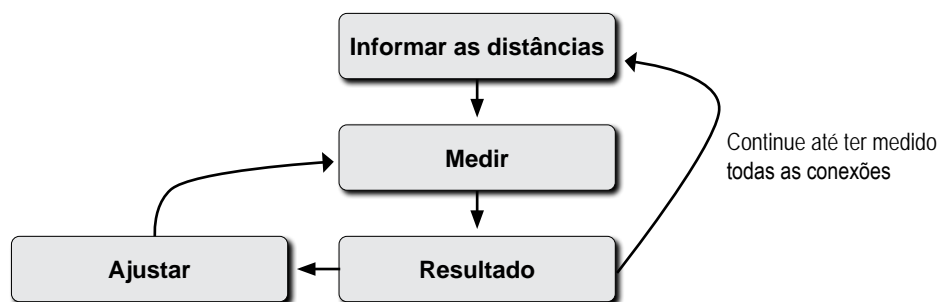 Informar as distâncias
Medir
Continue até ter medido
todas as conexões
Ajustar
Resultado